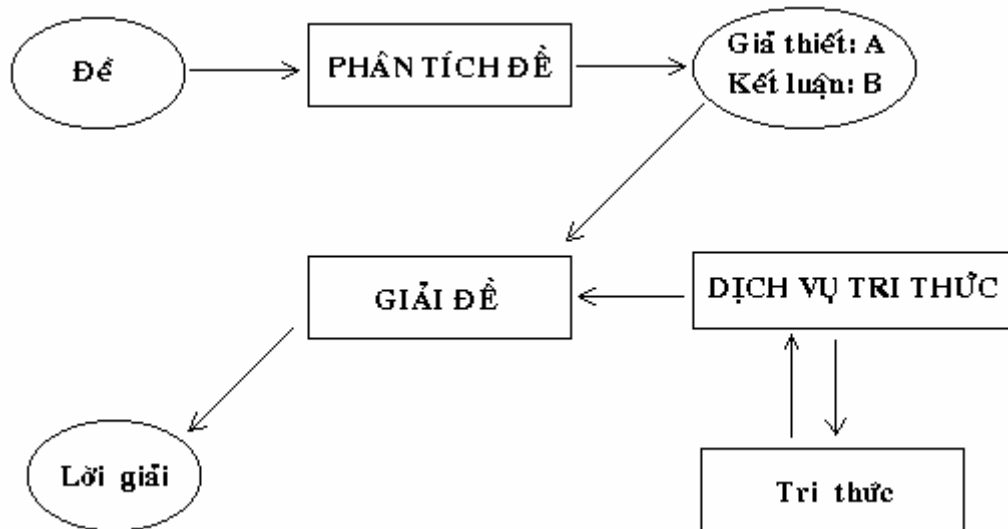 Đề
PHÂN TÍCH ĐỀ
Giả thiết: A
Kết luận: B
GIẢI ĐỀ
DỊCH VỤ TRI THỨC
Lời giải
Tri thức